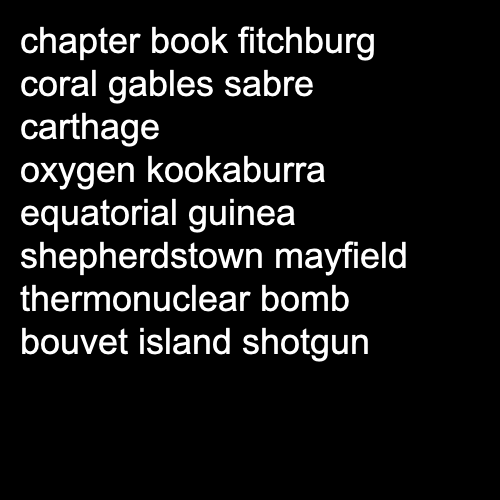 chapter book fitchburg
coral gables sabre
carthage
oxygen kookaburra
equatorial guinea
shepherdstown mayfield
thermonuclear bomb
bouvet island shotgun